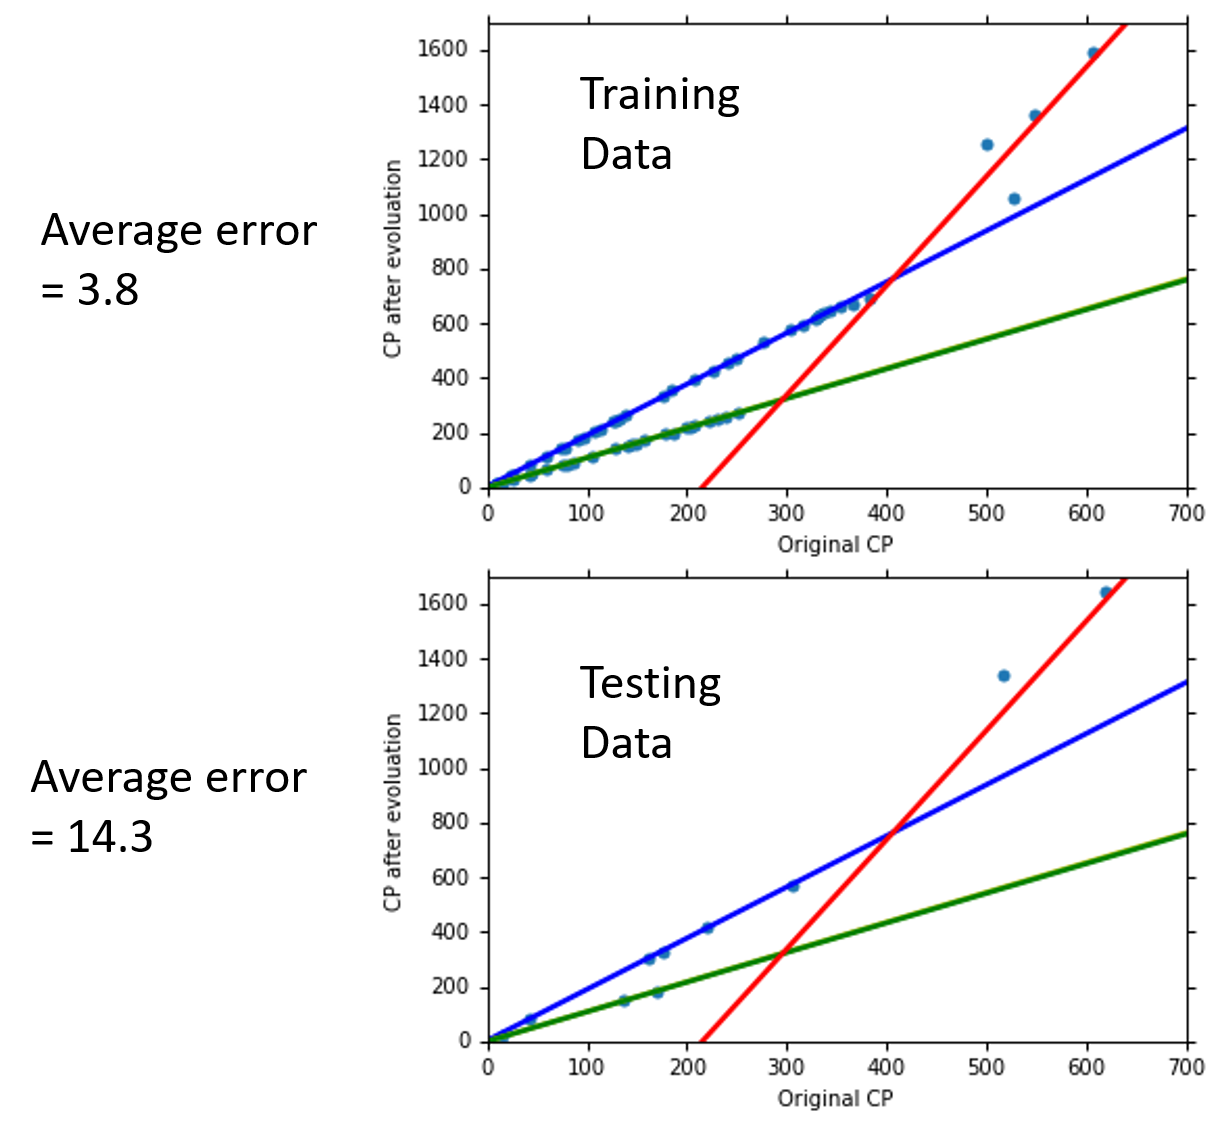 Average error
= 3.8
Training
Data
CP after evoluation
1600
1400
1200
1000
800
600
400
200
0
0 100 200 300 400 500 600 700
Original CP
Average error
= 14.3
Testing
Data
CP after evoluation
1600
1400
1200
1000
800
600
400
200
0
0 100 200 300 400 500 600 700
Original CP